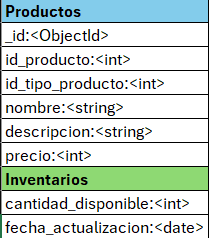 Productos
_id:<ObjectId>
id_producto:<int>
id_tipo_producto:<int>
nombre:<string>
descripcion:<string>
precio:<int>
Inventarios
cantidad_disponible:<int>
fecha_actualizacion:<date>